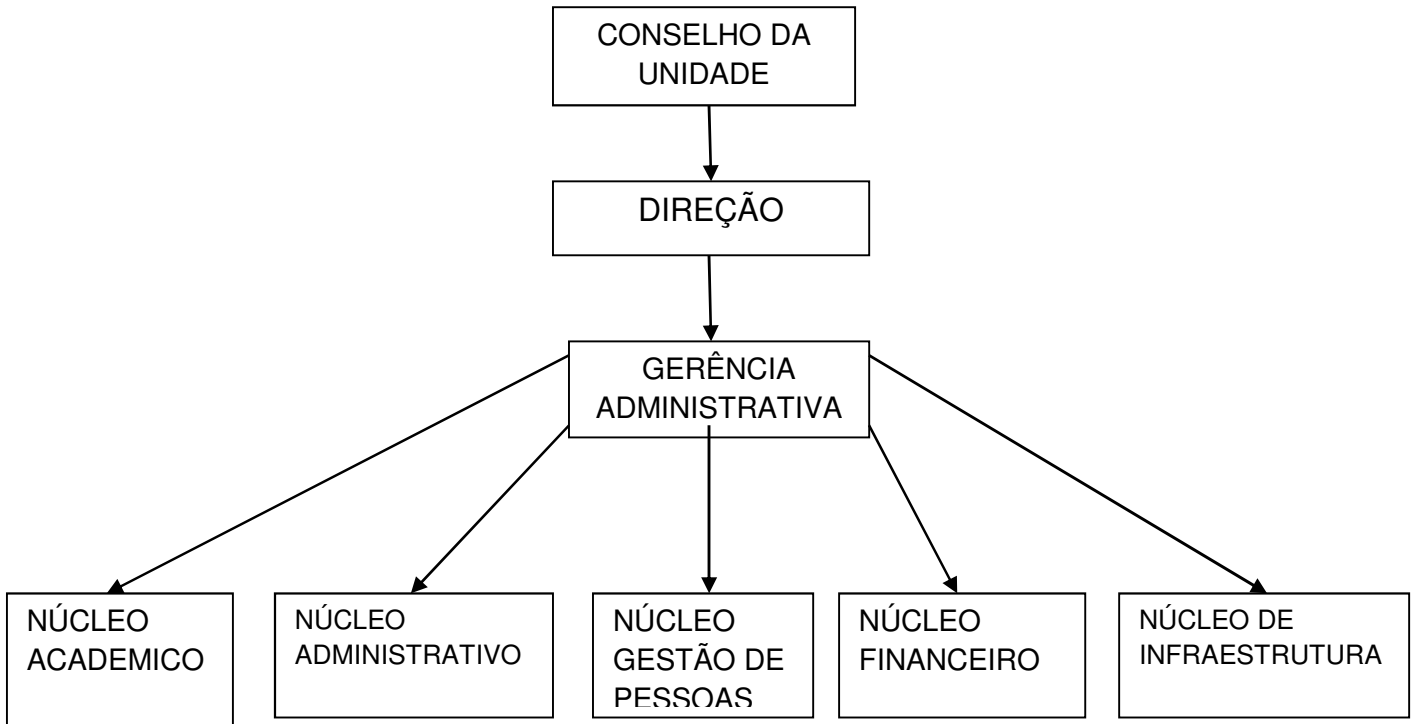 CONSELHO DA
UNIDADE
DIREÇÃO
GERÊNCIA
ADMINISTRATIVA
NÚCLEO
ACADEMICO
NÚCLEO
ADMINISTRATIVO
NÚCLEO
GESTÃO DE
PESSOAS
NÚCLEO
FINANCEIRO
NÚCLEO DE
INFRAESTRUTURA